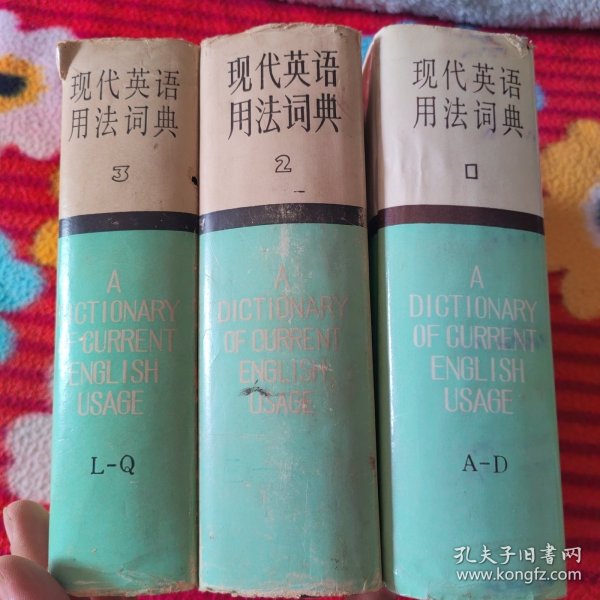 现代英语
用法词典
3
A
DICTIONARY
OF CURRENT
ENGLISH
USAGE
L-Q
现代英语
用法词典
2
A
DICTIONARY
OF CURRENT
ENGLISH
USAGE
现代英语
用法词典
1
A
DICTIONARY
OF CURRENT
ENGLISH
USAGE
A-D
孔夫子旧書网
www.kongfz.com